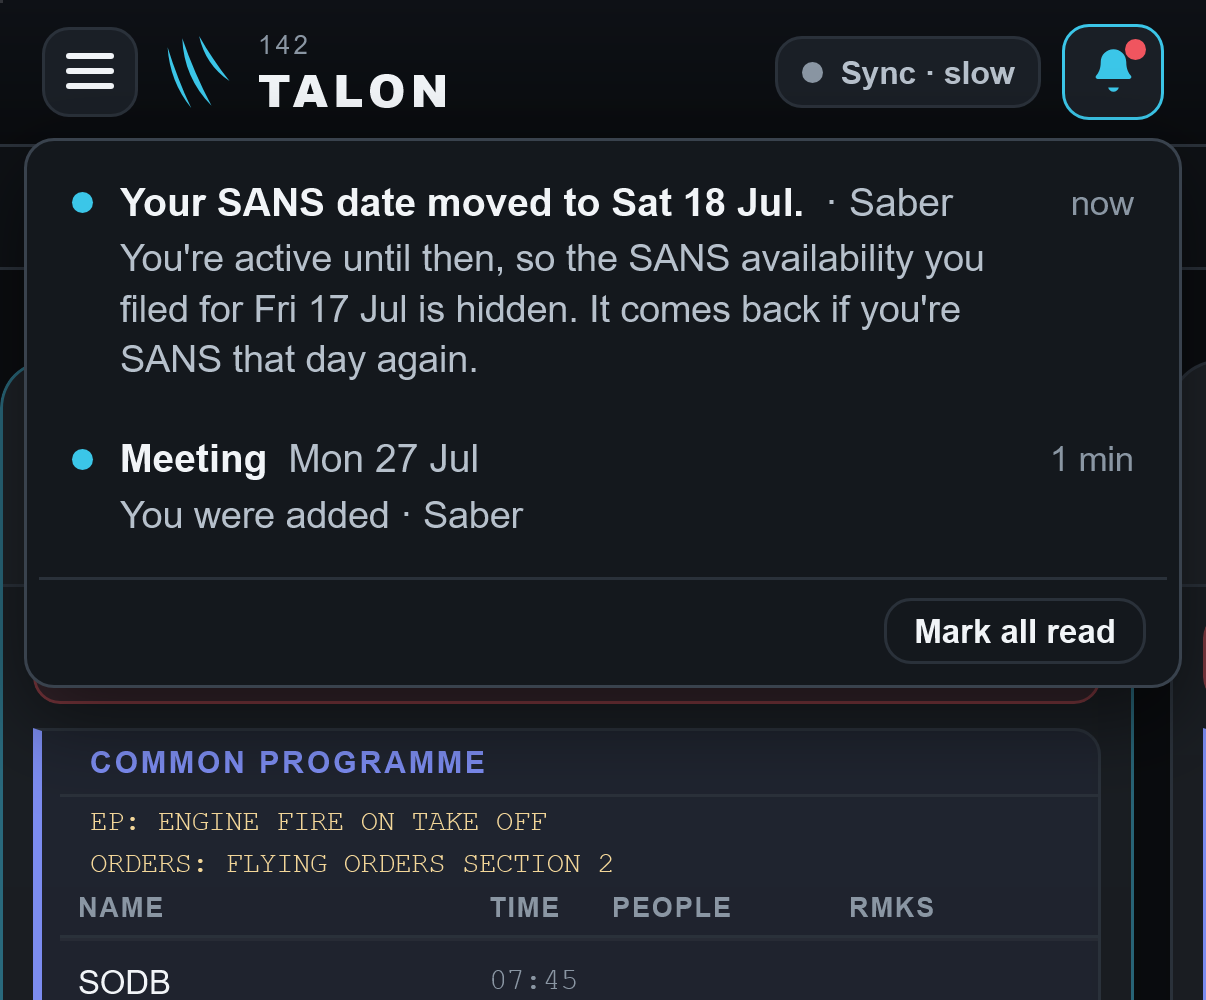 142
TALON
Sync · slow
Your SANS date moved to Sat 18 Jul. · Saber now
You're active until then, so the SANS availability you
filed for Fri 17 Jul is hidden. It comes back if you're
SANS that day again.
Meeting Mon 27 Jul 1 min
You were added · Saber
Mark all read
COMMON PROGRAMME
EP: ENGINE FIRE ON TAKE OFF
ORDERS: FLYING ORDERS SECTION 2
NAME TIME PEOPLE RMKS
SODB 07:45